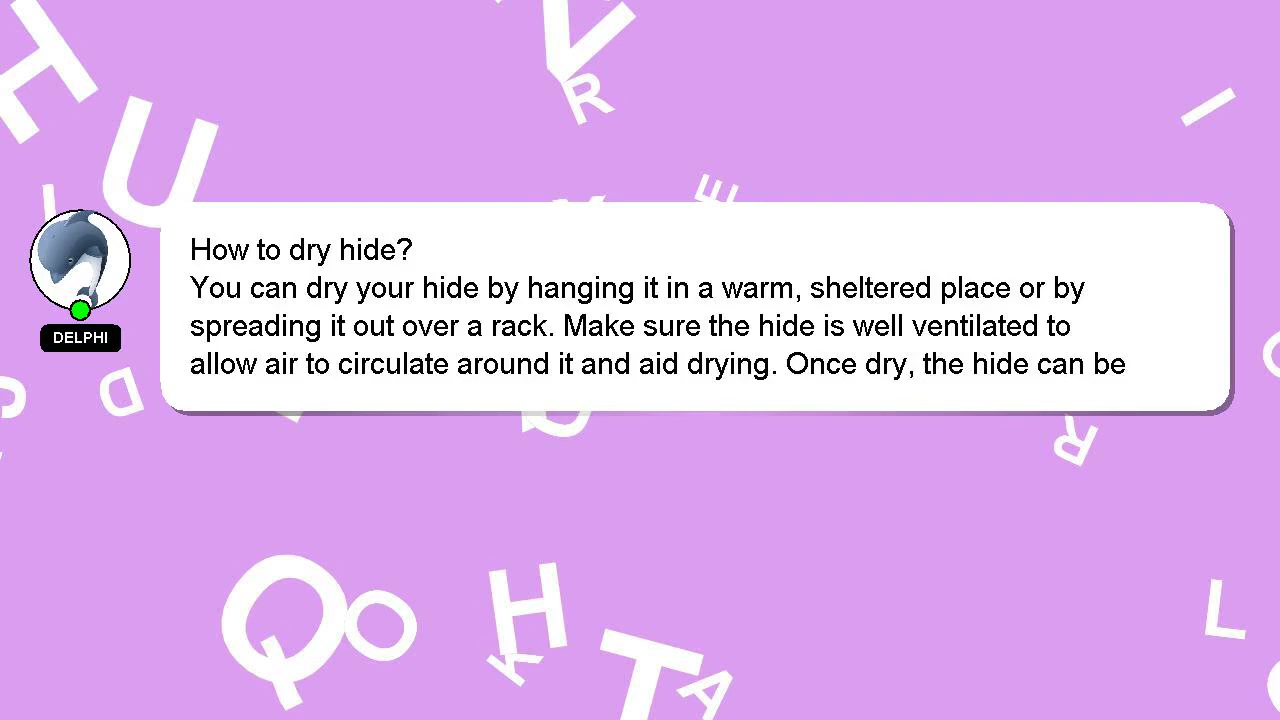 How to dry hide?
You can dry your hide by hanging it in a warm, sheltered place or by
spreading it out over a rack. Make sure the hide is well ventilated to
allow air to circulate around it and aid drying. Once dry, the hide can be
DELPHI
H
U
V
R
I
E
D
R
Q
O
H
K
T
A
L